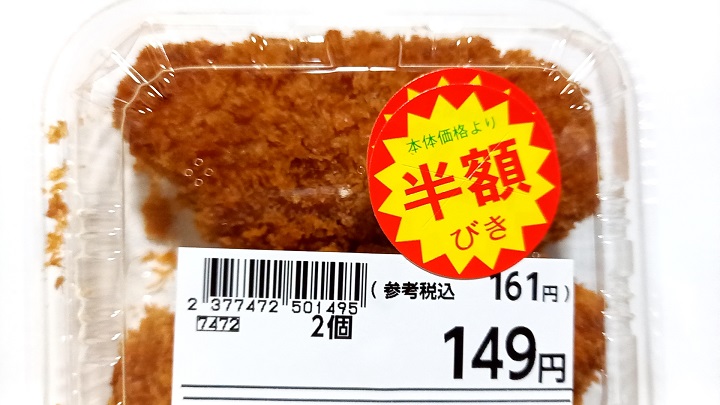 本体価格より
半額
びき
2 377472 501495
(参考税込 161円)
7472
2個
149円